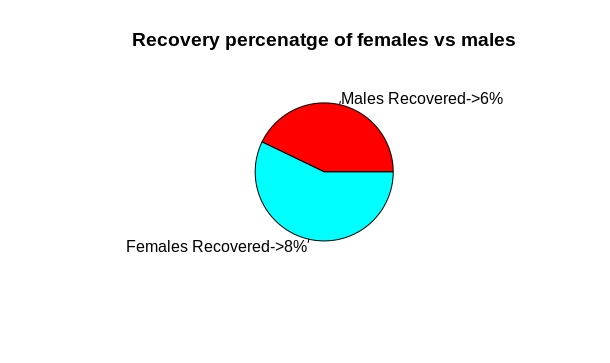 Recovery percenatge of females vs males
Males Recovered->6%
Females Recovered->8%